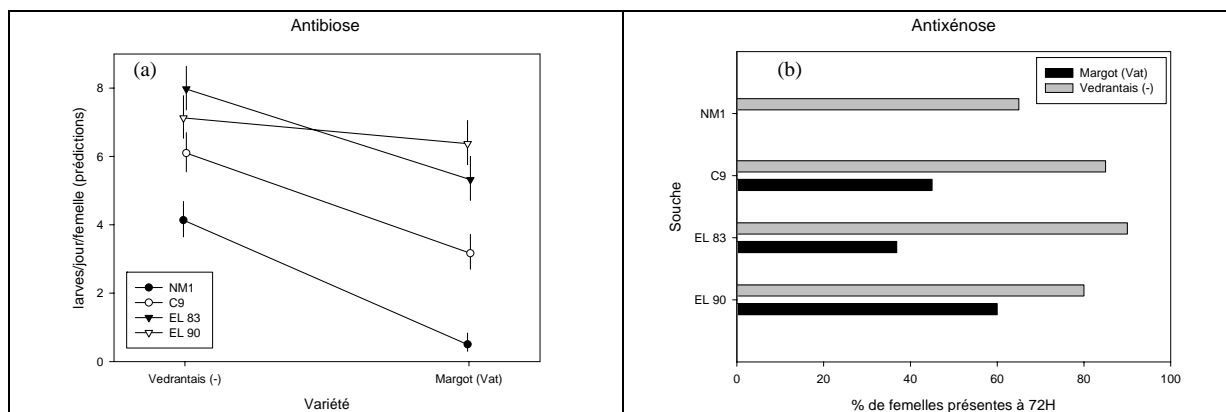 Antibiose
(a)
larves/jour/femelle (prédictions)
8
6
4
2
0
NM1
C9
EL 83
EL 90
Vedrantais (-)
Margot (Vat)
Variété
Antixénose
(b)
Margot (Vat)
Vedrantais (-)
Souche
NM1
C9
EL 83
EL 90
0
20
40
60
80
100
% de femelles présentes à 72H